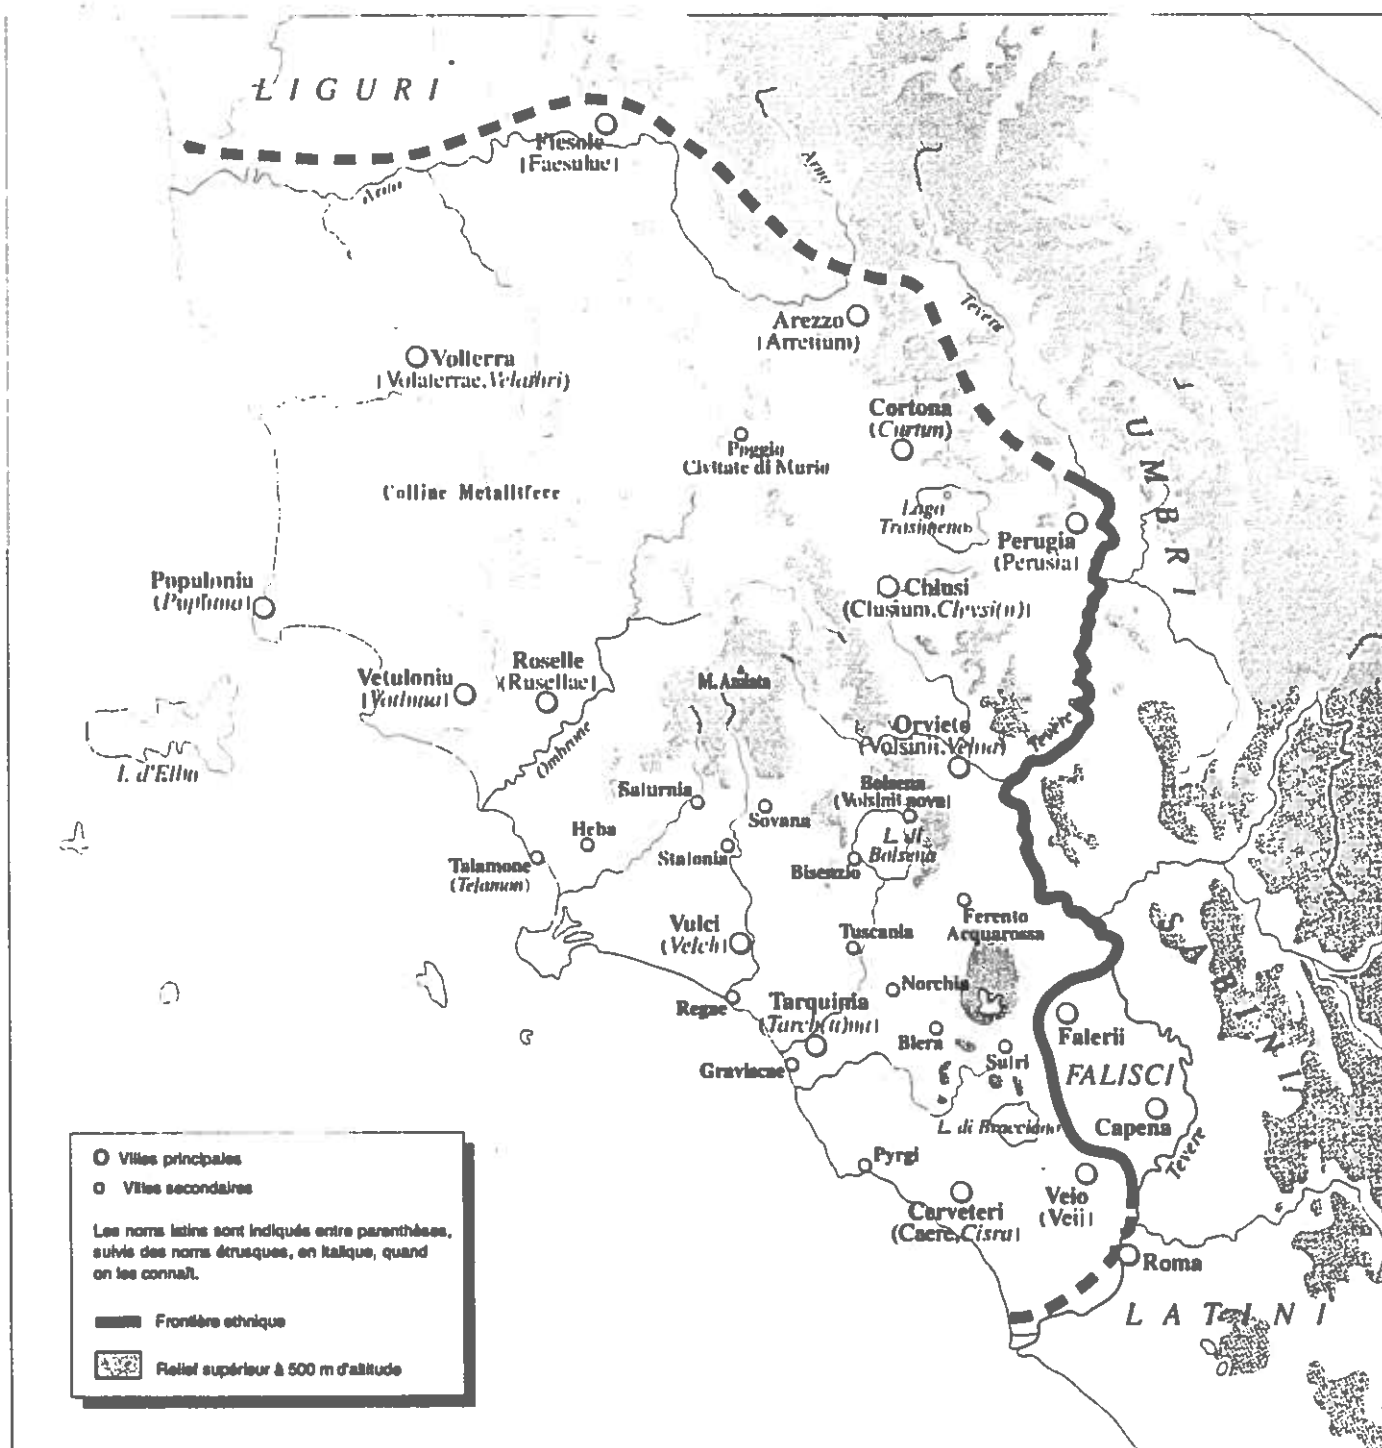 LIGURI
Fiesole
(Faesulae)
Arno
Arno
Tevere
Arezzo
(Arretium)
Volterra
(Volaterrae, Velathri)
UMBRI
Cortona
(Curtun)
Poggio
Civitate di Murlo
Colline Metallifere
Lago
Trasimeno
Perugia
(Perusia)
Populonia
(Pupluna)
Chiusi
(Clusium, Clevsi(n))
Roselle
(Rusellae)
Vetulonia
(Vatluna)
M. Amiata
Orvieto
(Volsinii, Velna)
Tevere
Ombrone
I. d'Elba
Saturnia
Sovana
Bolsena
(Volsinii nova)
L. di
Bolsena
Heba
Statonia
Bisenzio
Talamone
(Telamon)
Ferento
Acquarossa
SABINI
Vulci
(Velch)
Tuscania
Norchia
Regae
Tarquinia
(Tarch(u)na)
Blera
Sutri
Falerii
FALISCI
Graviscae
L. di Bracciano
Capena
Tevere
Pyrgi
Veio
(Veii)
Cerveteri
(Caere, Cisra)
Roma
LATINI
Villes principales
Villes secondaires
Les noms latins sont indiqués entre parenthèses,
suivis des noms étrusques, en italique, quand
on les connaît.
Frontière ethnique
Relief supérieur à 500 m d'altitude